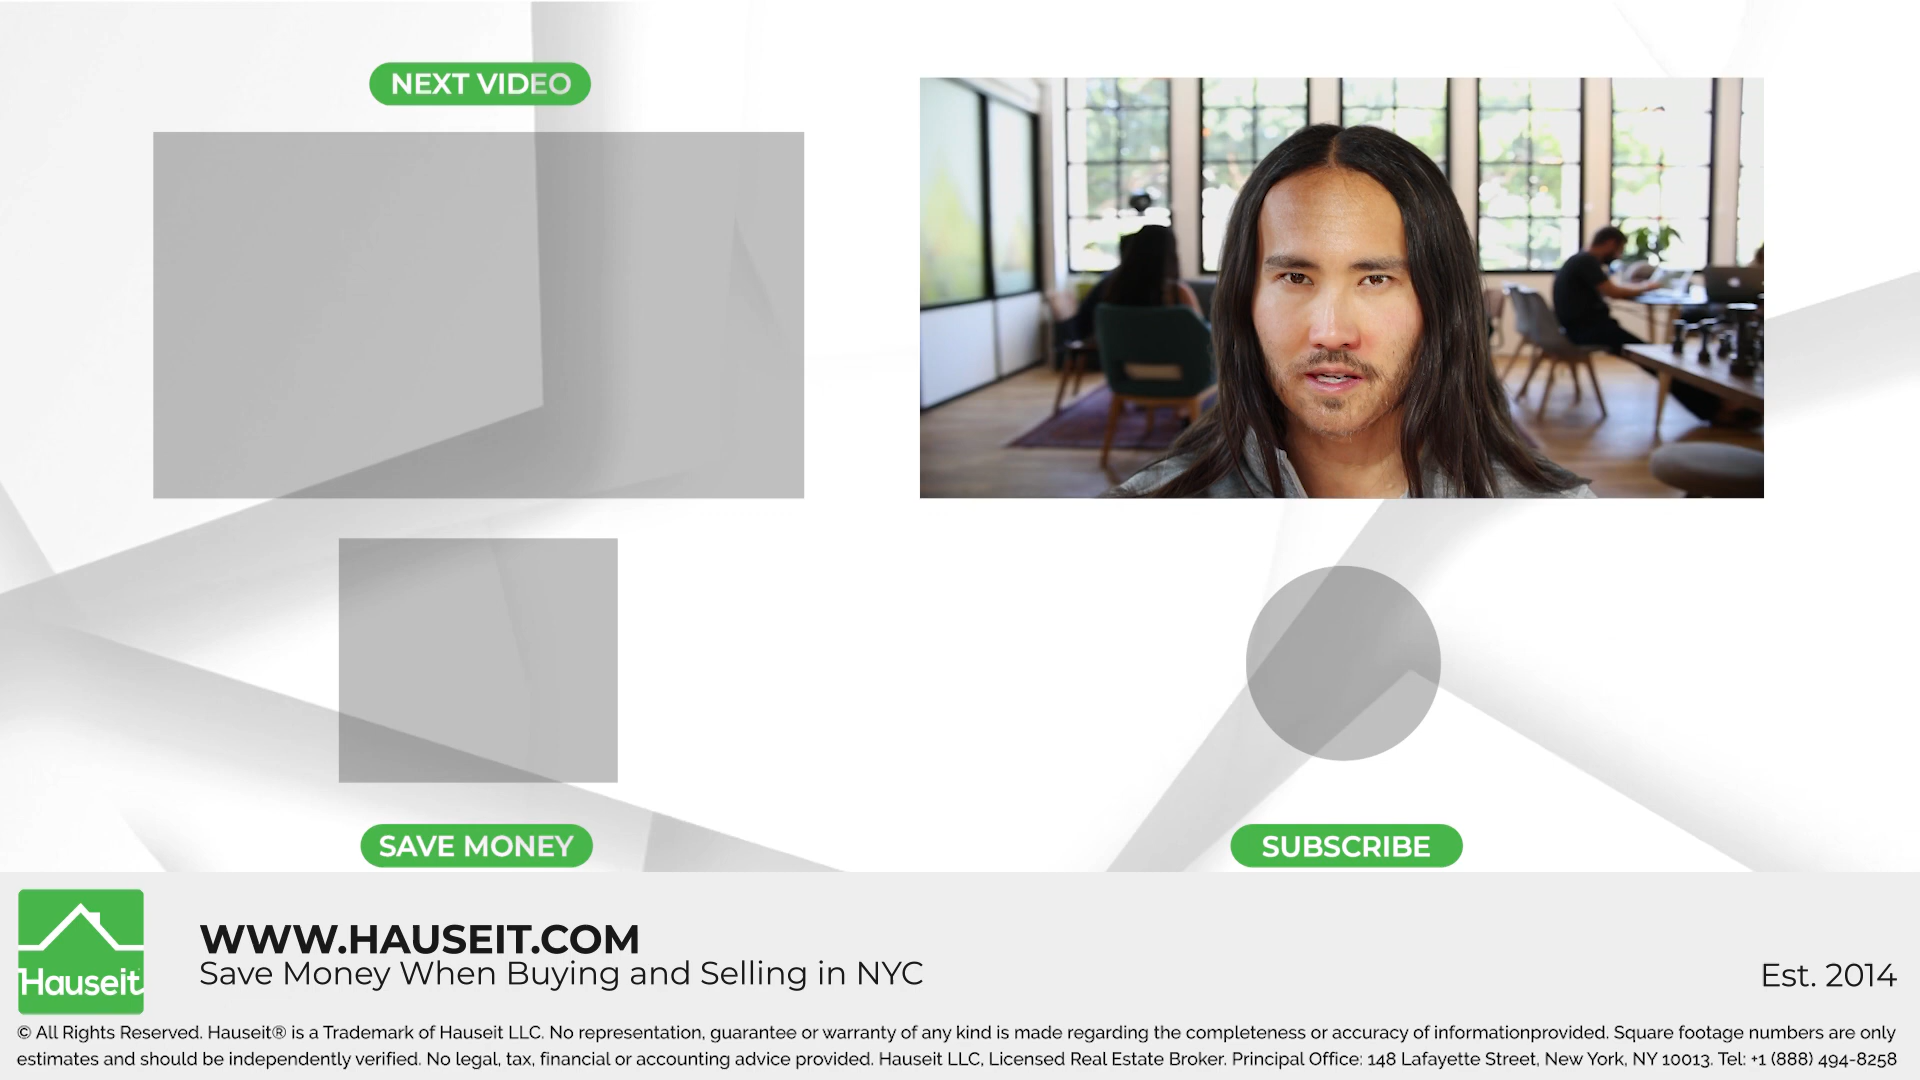 NEXT VIDEO
SAVE MONEY
SUBSCRIBE
Hauseit
WWW.HAUSEIT.COM
Save Money When Buying and Selling in NYC
Est. 2014
© All Rights Reserved. Hauseit® is a Trademark of Hauseit LLC. No representation, guarantee or warranty of any kind is made regarding the completeness or accuracy of informationprovided. Square footage numbers are only
estimates and should be independently verified. No legal, tax, financial or accounting advice provided. Hauseit LLC, Licensed Real Estate Broker. Principal Office: 148 Lafayette Street, New York, NY 10013. Tel: +1 (888) 494-8258